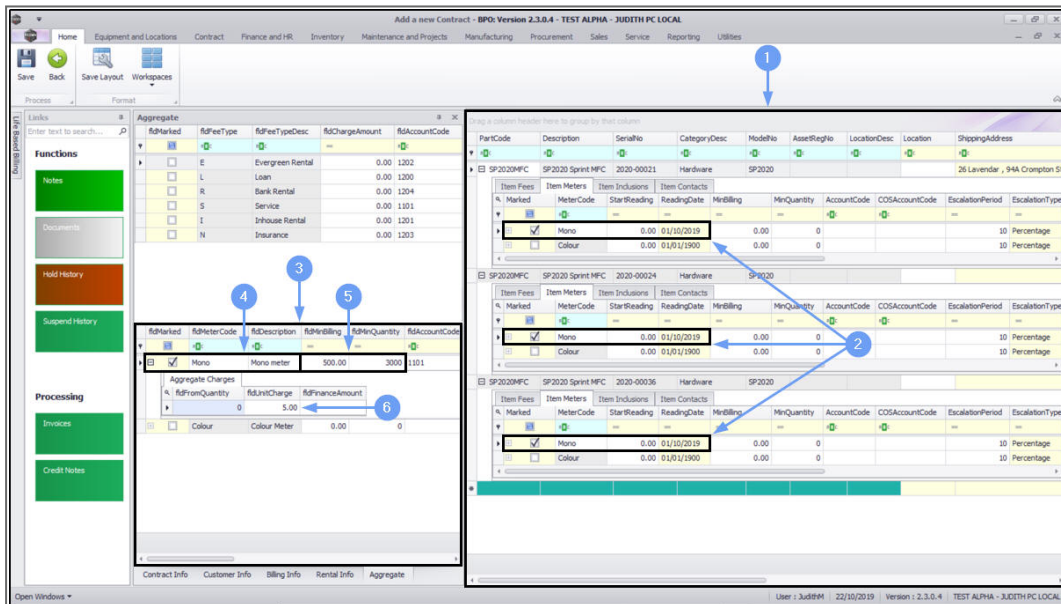 Add a new Contract - BPO: Version 2.3.0.4 - TEST ALPHA - JUDITH PC LOCAL
Home Equipment and Locations Contract Finance and HR Inventory Maintenance and Projects Manufacturing Procurement Sales Service Reporting Utilities
Save Back Save Layout Workspaces
Process Format
1
Life Based Billing
Links
Enter text to search...
Functions
Notes
Documents
Hold History
Suspend History
Processing
Invoices
Credit Notes
Aggregate
fldMarked fldFeeType fldFeeTypeDesc fldChargeAmount fldAccountCode
E Evergreen Rental 0.00 1202
L Loan 0.00 1200
R Bank Rental 0.00 1204
S Service 0.00 1101
I Inhouse Rental 0.00 1201
N Insurance 0.00 1203
3
4 5
fldMarked fldMeterCode fldDescription fldMinBilling fldMinQuantity fldAccountCode
Mono Mono meter 500.00 3000 1101
Aggregate Charges
fldFromQuantity fldUnitCharge fldFinanceAmount
0 5.00
6
Colour Colour Meter 0.00 0
Contract Info Customer Info Billing Info Rental Info Aggregate
Drag a column header here to group by that column
PartCode Description SerialNo CategoryDesc ModelNo AssetRegNo LocationDesc Location ShippingAddress
SP2020MFC SP2020 Sprint MFC 2020-00021 Hardware SP2020 26 Lavendar , 94A Crompton S
Item Fees Item Meters Item Inclusions Item Contacts
Marked MeterCode StartReading ReadingDate MinBilling MinQuantity AccountCode COSAccountCode EscalationPeriod EscalationType
Mono 0.00 01/10/2019 0.00 0 10 Percentage
Colour 0.00 01/01/1900 0.00 0 10 Percentage
SP2020MFC SP2020 Sprint MFC 2020-00024 Hardware SP2020
Item Fees Item Meters Item Inclusions Item Contacts
Marked MeterCode StartReading ReadingDate MinBilling MinQuantity AccountCode COSAccountCode EscalationPeriod EscalationType
Mono 0.00 01/10/2019 0.00 0 10 Percentage
2
Colour 0.00 01/01/1900 0.00 0 10 Percentage
SP2020MFC SP2020 Sprint MFC 2020-00036 Hardware SP2020
Item Fees Item Meters Item Inclusions Item Contacts
Marked MeterCode StartReading ReadingDate MinBilling MinQuantity AccountCode COSAccountCode EscalationPeriod EscalationType
Mono 0.00 01/10/2019 0.00 0 10 Percentage
Colour 0.00 01/01/1900 0.00 0 10 Percentage
Open Windows User : JudithM 22/10/2019 Version : 2.3.0.4 TEST ALPHA - JUDITH PC LOCAL